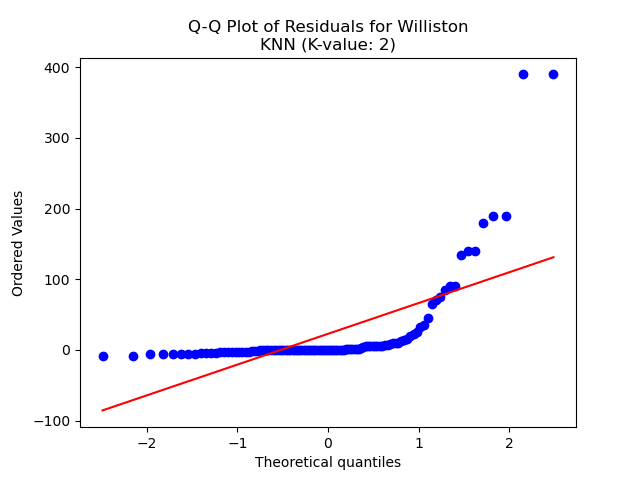 Q-Q Plot of Residuals for Williston
KNN (K-value: 2)
400
300
200
100
0
−100
Ordered Values
−2
−1
0
1
2
Theoretical quantiles